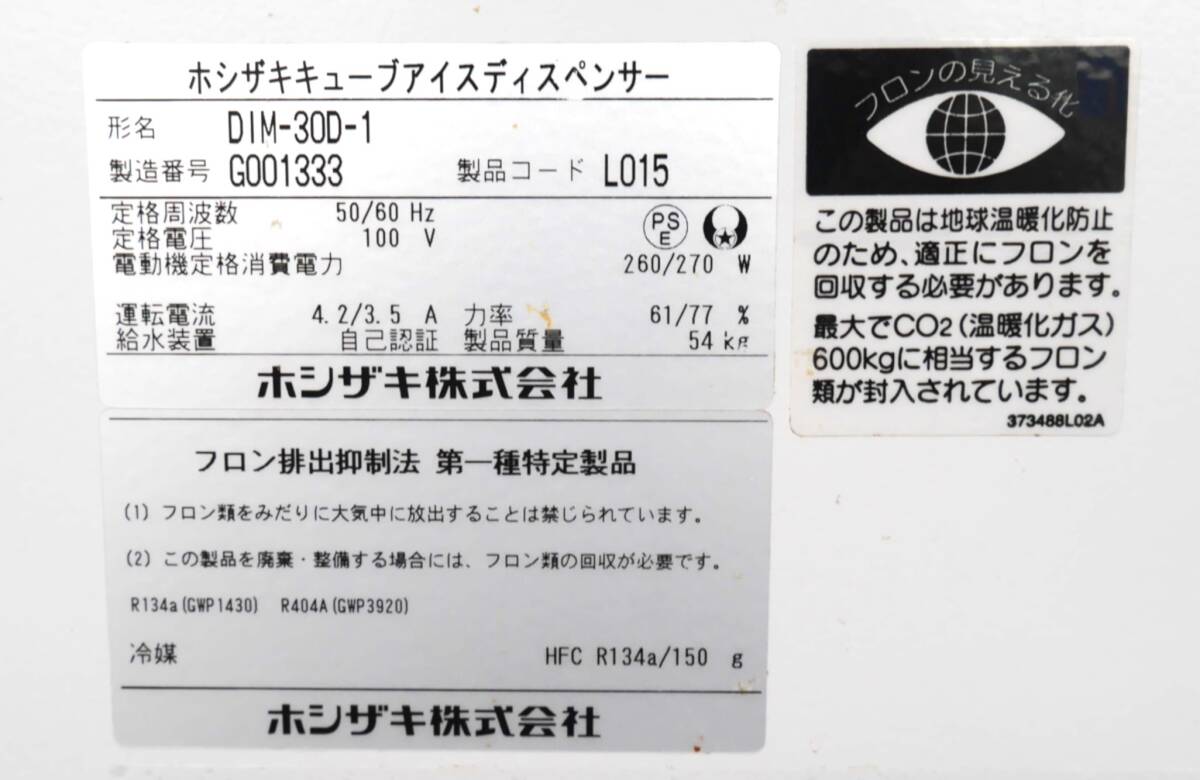 ホシザキキューブアイスディスペンサー
形名 DIM-30D-1
製造番号 G001333 製品コード L015
定格周波数 50/60 Hz
定格電圧 100 V
PS
E
電動機定格消費電力 260/270 W
運転電流 4.2/3.5 A 力率 61/77 %
給水装置 自己認証 製品質量 54 kg
ホシザキ株式会社
フロン排出抑制法 第一種特定製品
(1) フロン類をみだりに大気中に放出することは禁じられています。
(2) この製品を廃棄・整備する場合には、フロン類の回収が必要です。
R134a(GWP1430) R404A(GWP3920)
冷媒 HFC R134a/150 g
ホシザキ株式会社
フロンの見える化
この製品は地球温暖化防止
のため、適正にフロンを
回収する必要があります。
最大でCO2(温暖化ガス)
600kgに相当するフロン
類が封入されています。
373488L02A